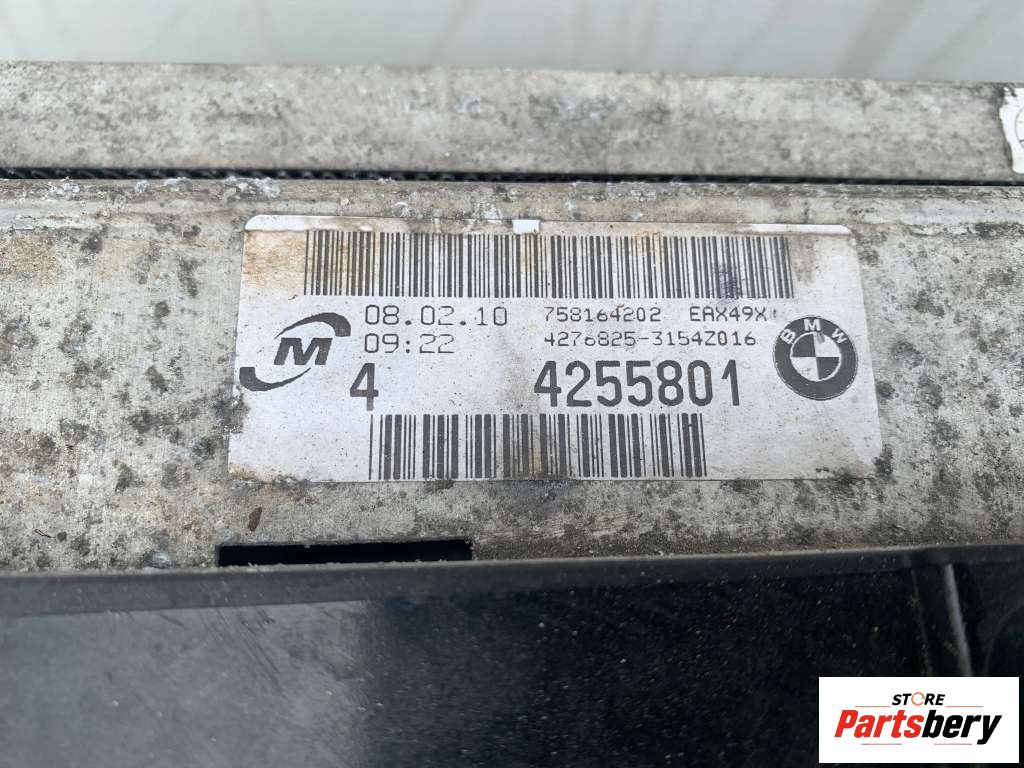 08.02.10 758164202 EAX49X
09:22 4276825-3154Z016
M
BMW
4 4255801
STORE
Partsbery